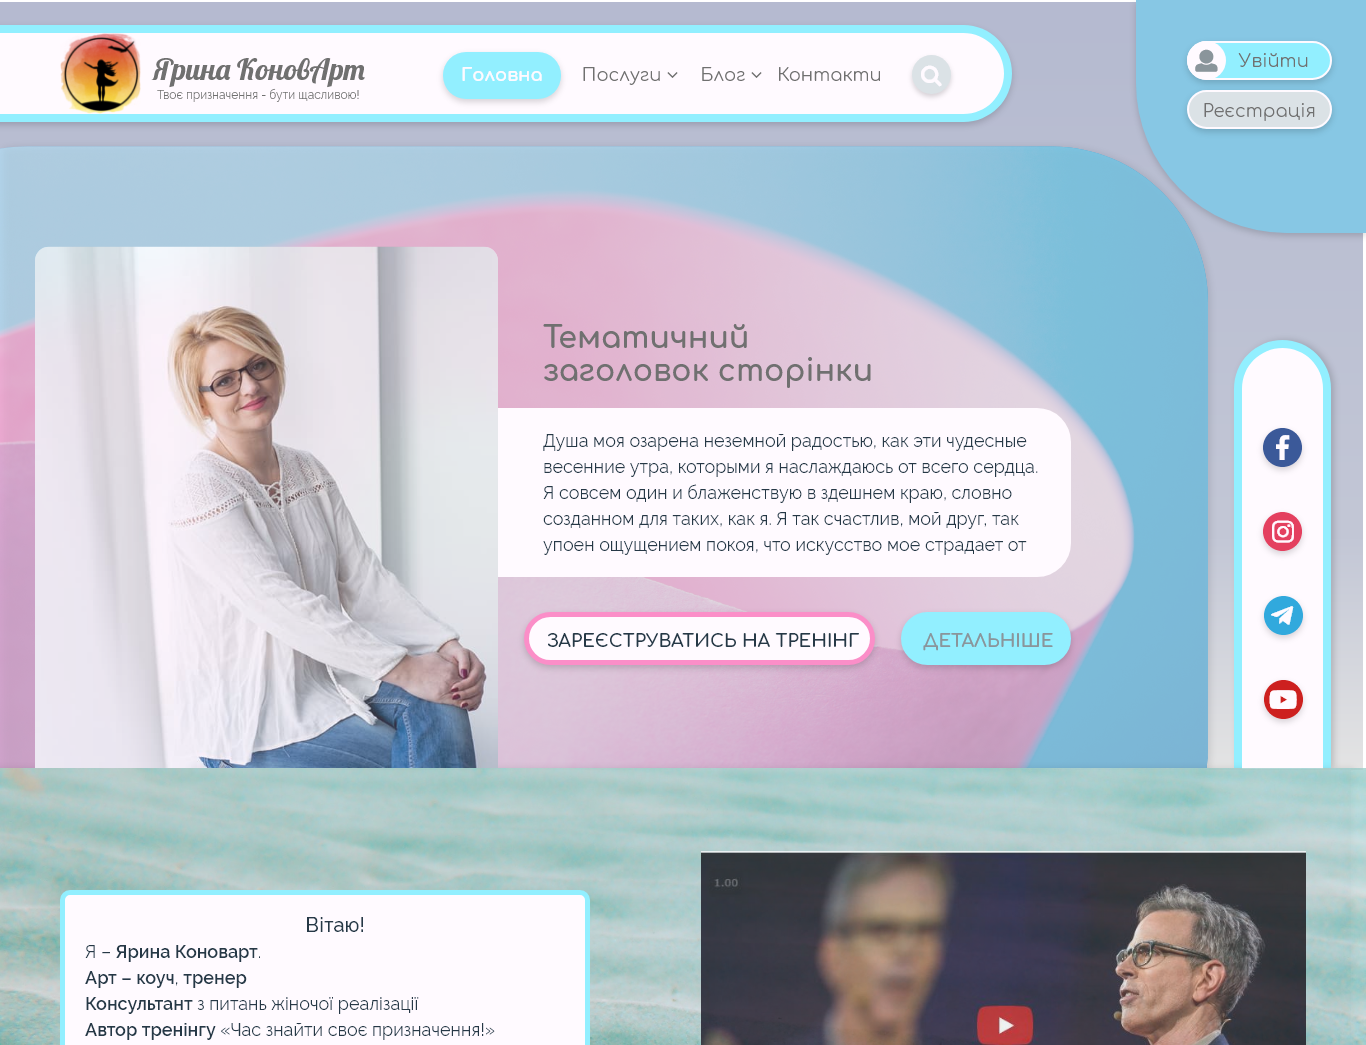 Ярина КоновАрт
Твоє призначення - бути щасливою!
Головна
Послуги
Блог
Контакти
Увійти
Реєстрація
Тематичний
заголовок сторінки
Душа моя озарена неземной радостью, как эти чудесные
весенние утра, которыми я наслаждаюсь от всего сердца.
Я совсем один и блаженствую в здешнем краю, словно
созданном для таких, как я. Я так счастлив, мой друг, так
упоен ощущением покоя, что искусство мое страдает от
ЗАРЕЄСТРУВАТИСЬ НА ТРЕНІНГ
ДЕТАЛЬНІШЕ
1.00
Вітаю!
Я – Ярина Коноварт.
Арт – коуч, тренер
Консультант з питань жіночої реалізації
Автор тренінгу «Час знайти своє призначення!»